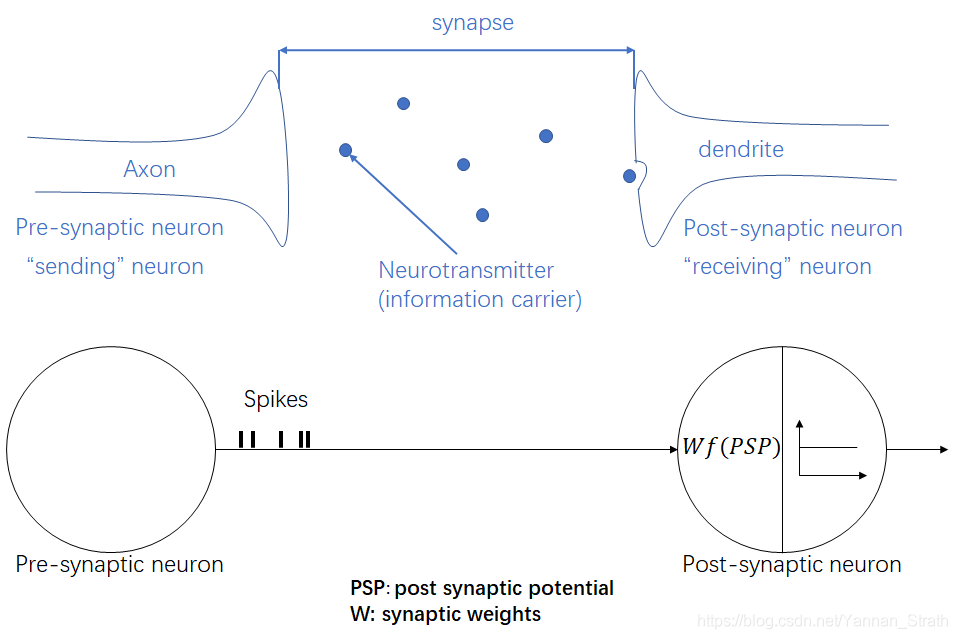 synapse
Axon
dendrite
Pre-synaptic neuron
“sending” neuron
Post-synaptic neuron
“receiving” neuron
Neurotransmitter
(information carrier)
Spikes
Wf(PSP)
Pre-synaptic neuron
Post-synaptic neuron
PSP: post synaptic potential
W: synaptic weights
https://blog.csdn.net/Yannan_Strath